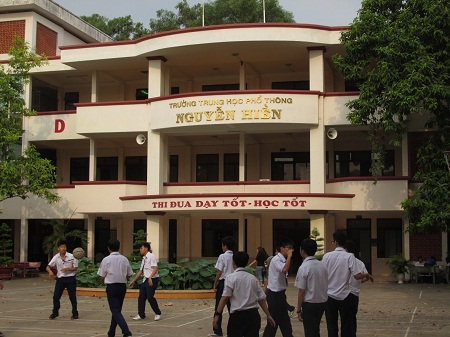 TRƯỜNG TRUNG HỌC PHỔ THÔNG
NGUYỄN HIỀN
D
THI ĐUA DẠY TỐT - HỌC TỐT